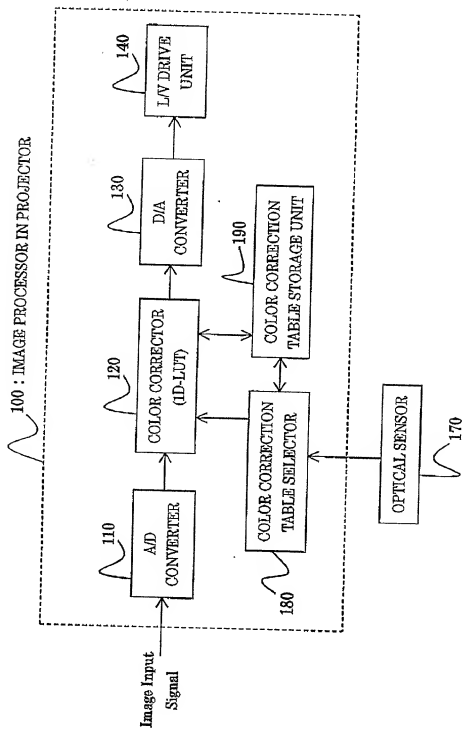 100 : IMAGE PROCESSOR IN PROJECTOR
Image Input
Signal
110
A/D
CONVERTER
120
COLOR CORRECTOR
(1D-LUT)
130
D/A
CONVERTER
140
L/V DRIVE
UNIT
180
COLOR CORRECTION
TABLE SELECTOR
190
COLOR CORRECTION
TABLE STORAGE UNIT
OPTICAL SENSOR
170